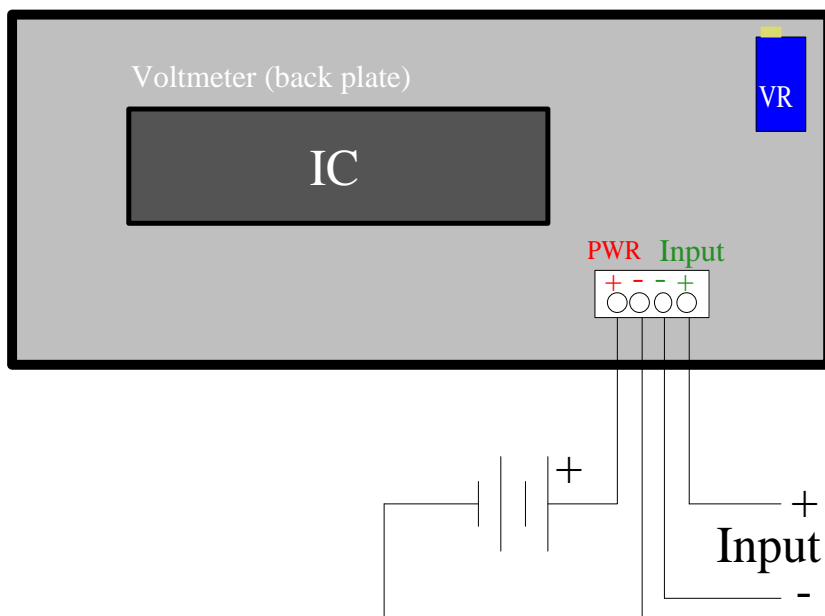 Voltmeter (back plate)
VR
IC
PWR Input
+ - - +
+
+
Input
-